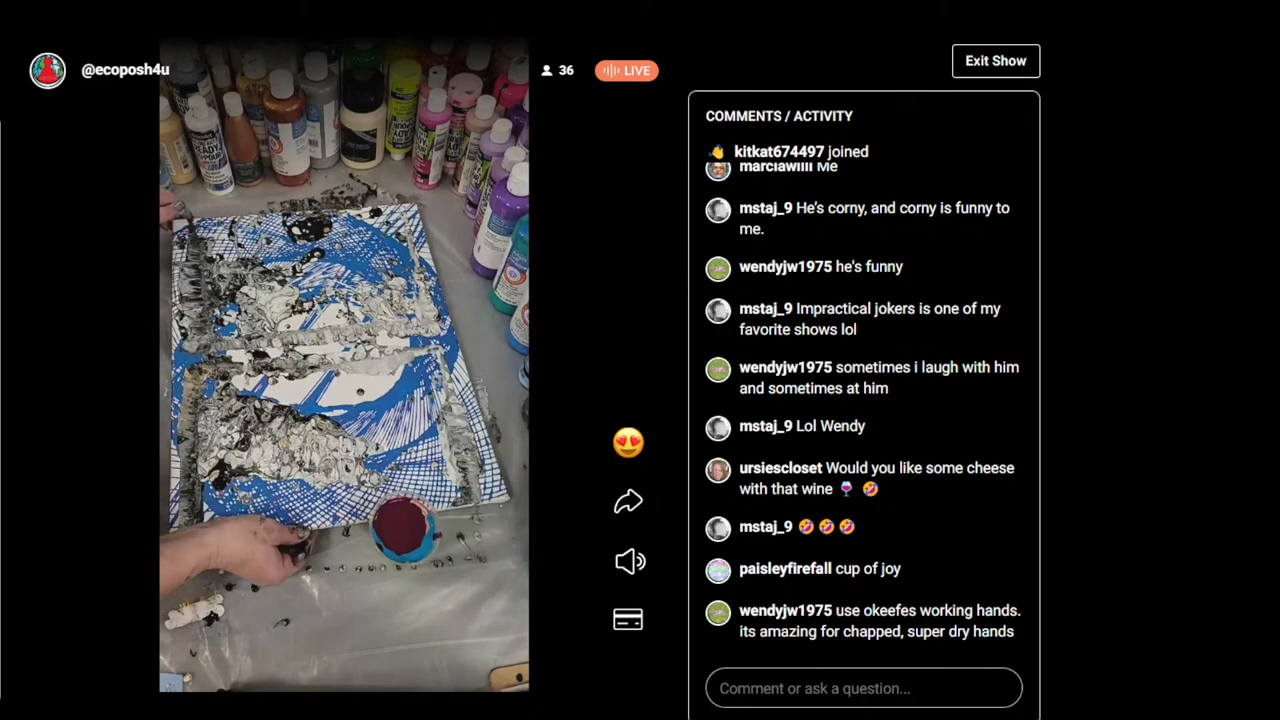 @ecoposh4u
36
LIVE
Exit Show
COMMENTS / ACTIVITY
kitkat674497 joined
marciawilli Me
mstaj_9 He's corny, and corny is funny to
me.
wendyjw1975 he's funny
mstaj_9 Impractical jokers is one of my
favorite shows lol
wendyjw1975 sometimes i laugh with him
and sometimes at him
mstaj_9 Lol Wendy
ursiescloset Would you like some cheese
with that wine 🍷 🤣
mstaj_9 🤣 🤣 🤣
paisleyfirefall cup of joy
wendyjw1975 use okeefes working hands.
its amazing for chapped, super dry hands
Comment or ask a question...